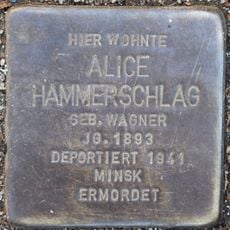 HIER WOHNTE
ALICE
HAMMERSCHLAG
GEB. WAGNER
JG. 1893
DEPORTIERT 1941
MINSK
ERMORDET